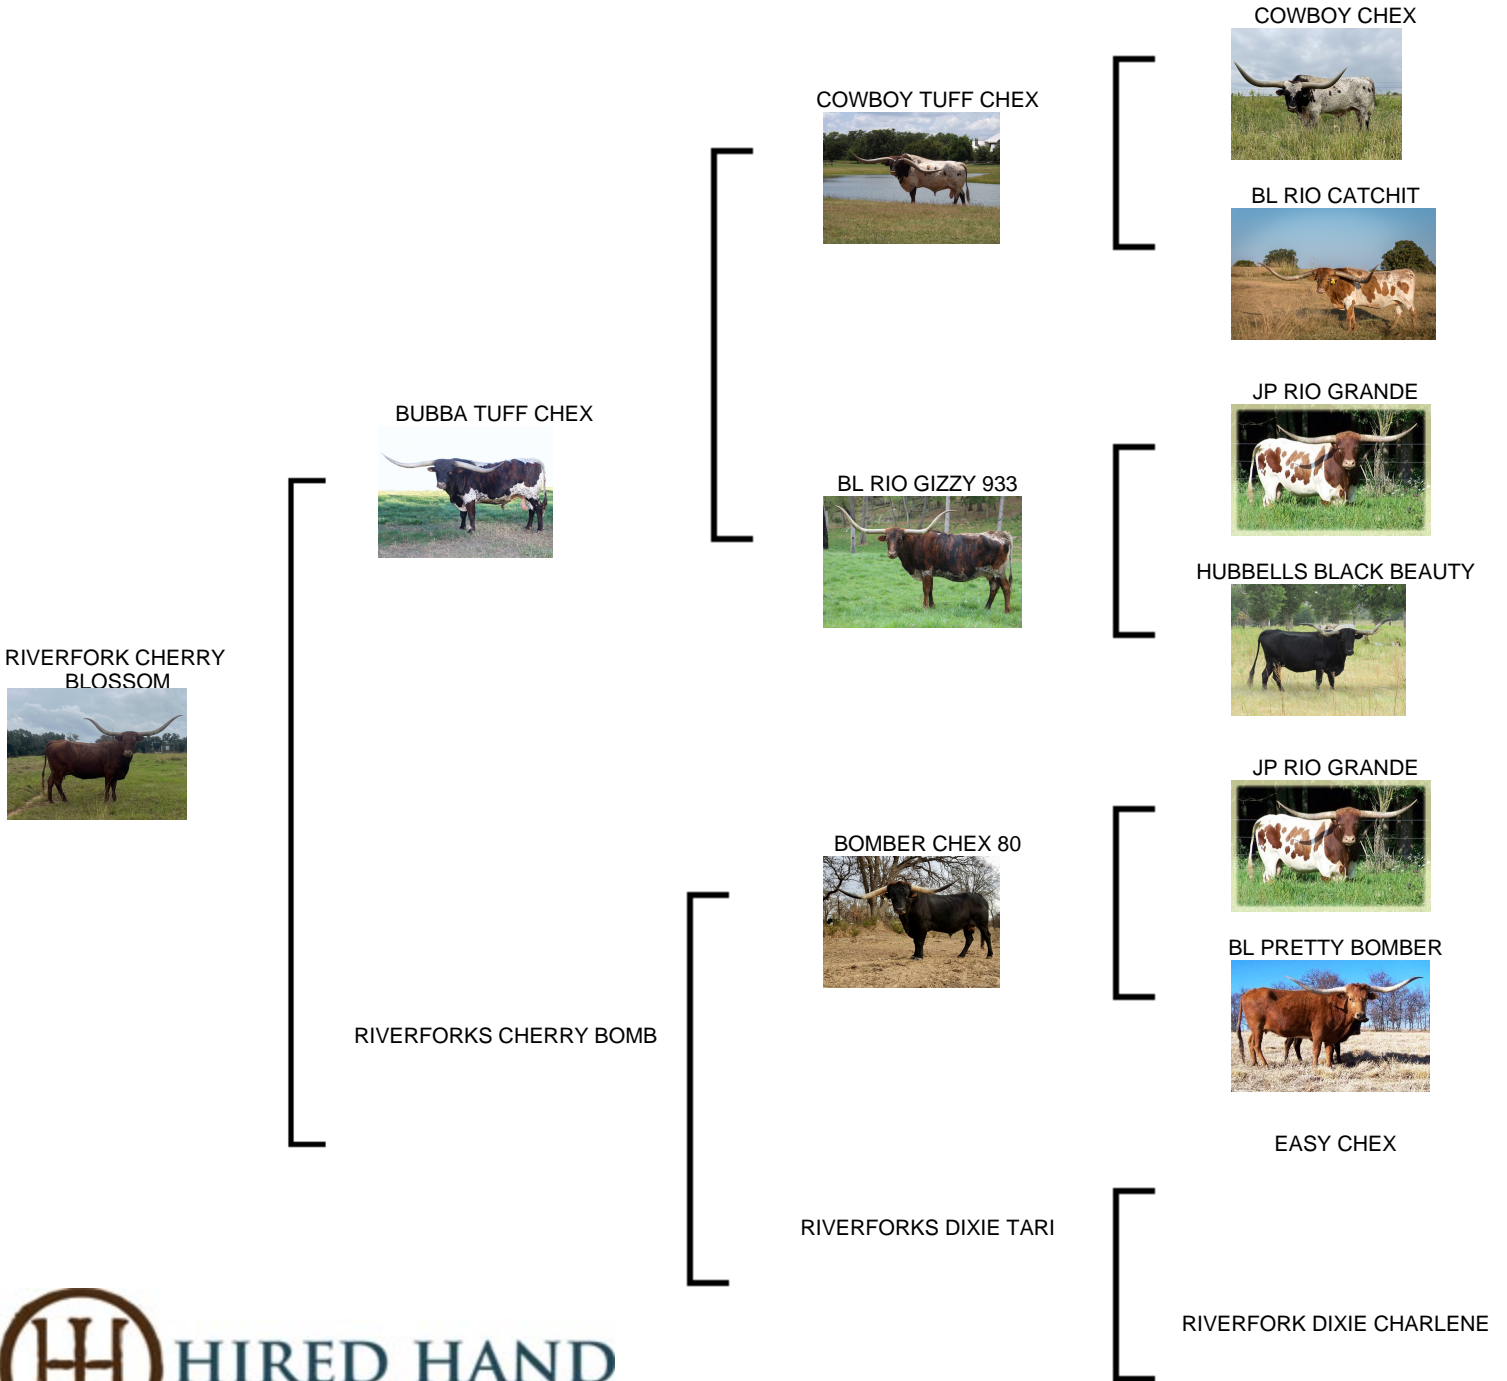 COWBOY CHEX
COWBOY TUFF CHEX
BL RIO CATCHIT
JP RIO GRANDE
BUBBA TUFF CHEX
BL RIO GIZZY 933
HUBBELLS BLACK BEAUTY
RIVERFORK CHERRY
BLOSSOM
JP RIO GRANDE
BOMBER CHEX 80
BL PRETTY BOMBER
RIVERFORKS CHERRY BOMB
EASY CHEX
RIVERFORKS DIXIE TARI
RIVERFORK DIXIE CHARLENE
HIRED HAND